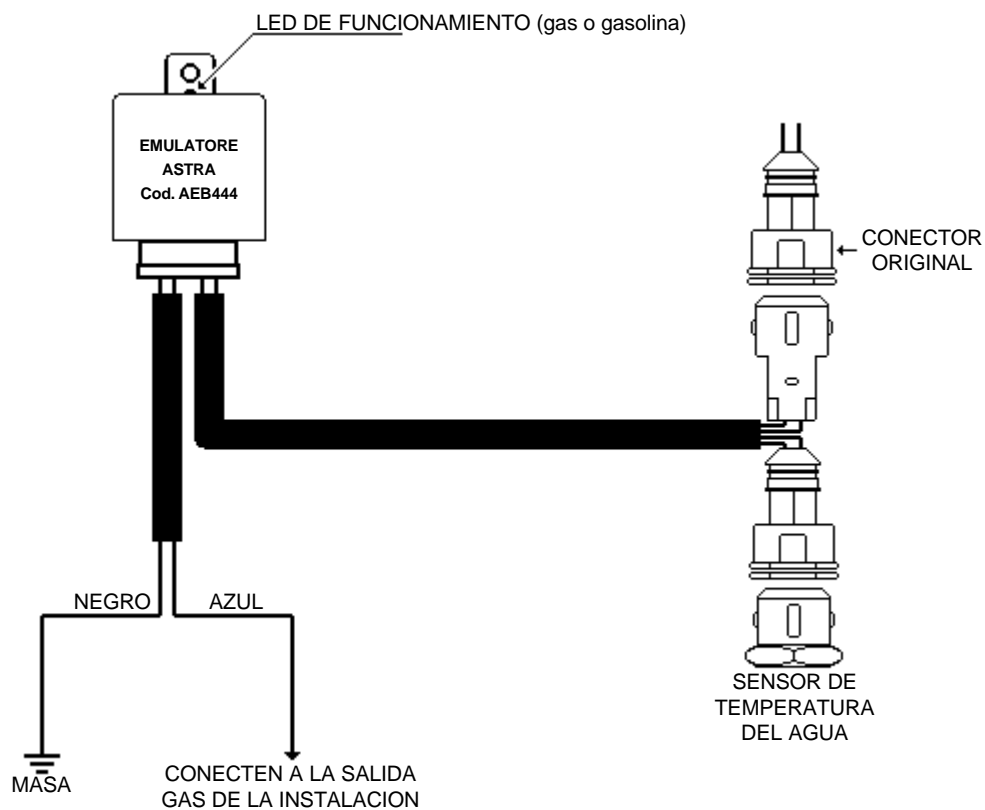 LED DE FUNCIONAMIENTO (gas o gasolina)
EMULATORE
ASTRA
Cod. AEB444
CONECTOR
ORIGINAL
NEGRO
AZUL
SENSOR DE
TEMPERATURA
DEL AGUA
MASA
CONECTEN A LA SALIDA
GAS DE LA INSTALACION